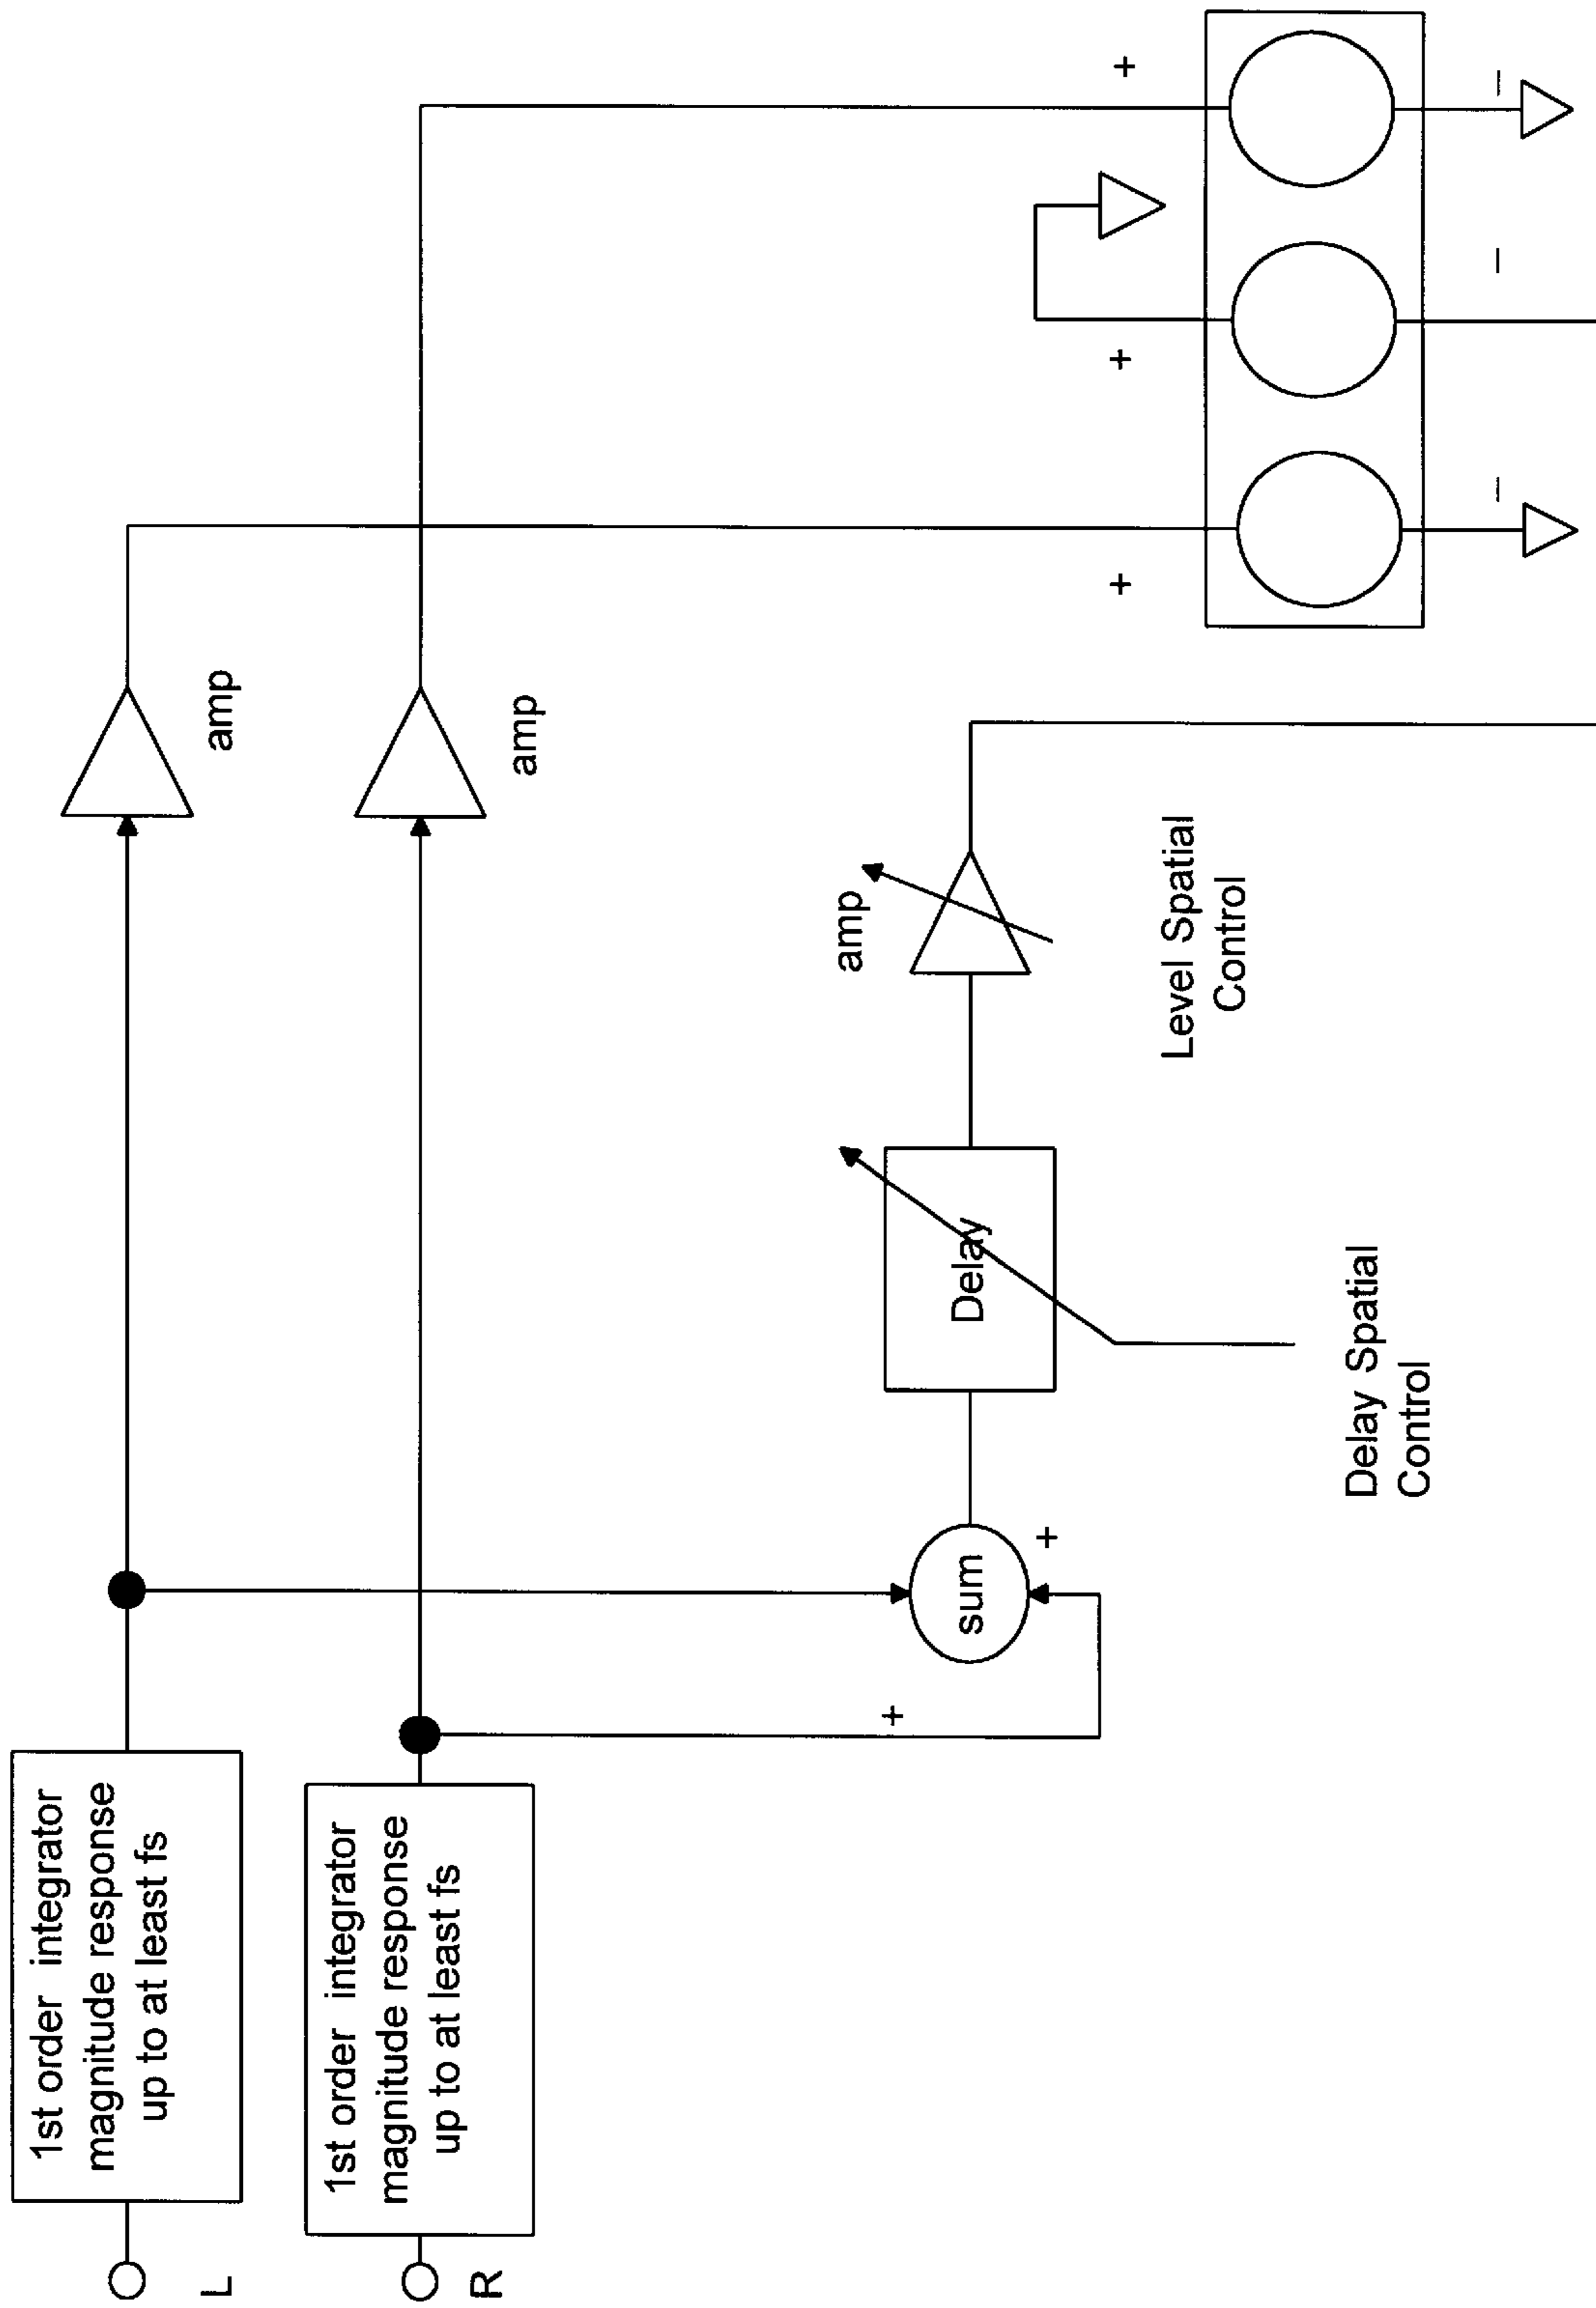 L
1st order integrator
magnitude response
up to at least fs
amp
R
1st order integrator
magnitude response
up to at least fs
amp
+
sum
+
Delay
Delay Spatial
Control
amp
Level Spatial
Control
+
+
+
−
−
−